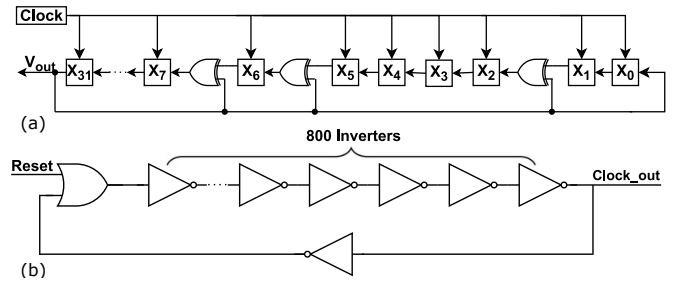 Clock
Vout X31 X7 X6 X5 X4 X3 X2 X1 X0
(a)
800 Inverters
Reset
Clock_out
(b)